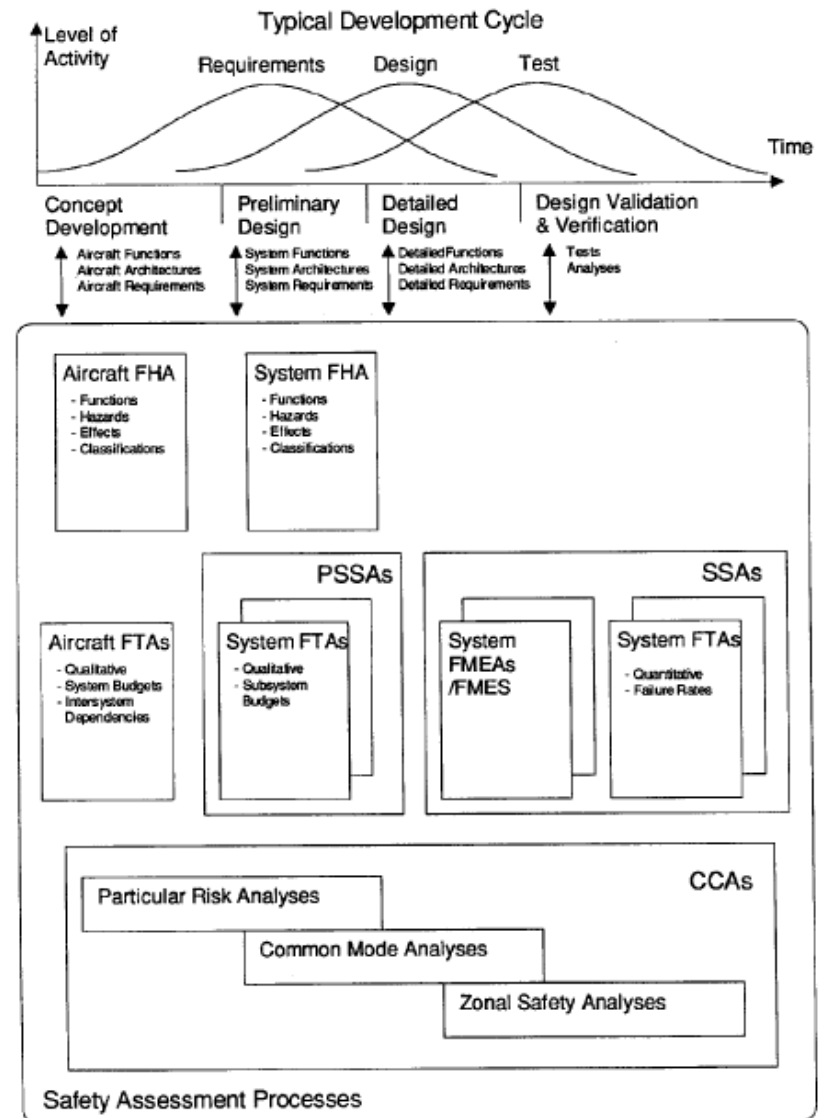 Typical Development Cycle
Level of
Activity
Requirements
Design
Test
Time
Concept
Development
Preliminary
Design
Detailed
Design
Design Validation
& Verification
Aircraft Functions
Aircraft Architectures
Aircraft Requirements
System Functions
System Architectures
System Requirements
DetailedFunctions
Detailed Architectures
Detailed Requirements
Tests
Analyses
Aircraft FHA
- Functions
- Hazards
- Effects
- Classifications
System FHA
- Functions
- Hazards
- Effects
- Classifications
Aircraft FTAs
- Qualitative
- System Budgets
- Intersystem
Dependencies
PSSAs
System FTAs
- Qualitative
- Subsystem
Budgets
SSAs
System
FMEAs
/FMES
System FTAs
- Quantitative
- Failure Rates
CCAs
Particular Risk Analyses
Common Mode Analyses
Zonal Safety Analyses
Safety Assessment Processes